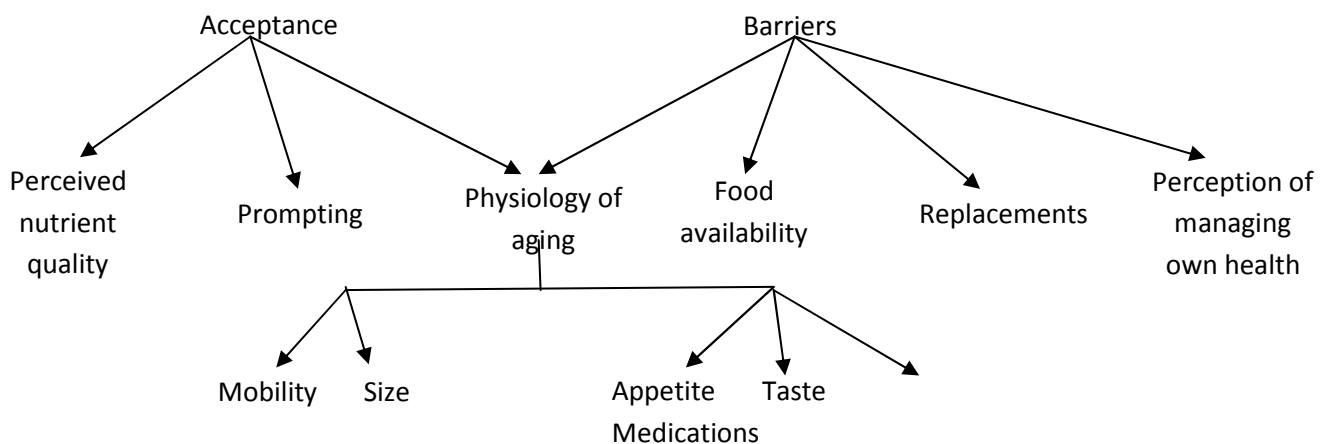 Acceptance
Barriers
Perceived
nutrient
quality
Prompting
Physiology of
aging
Food
availability
Replacements
Perception of
managing
own health
Mobility
Size
Appetite
Taste
Medications